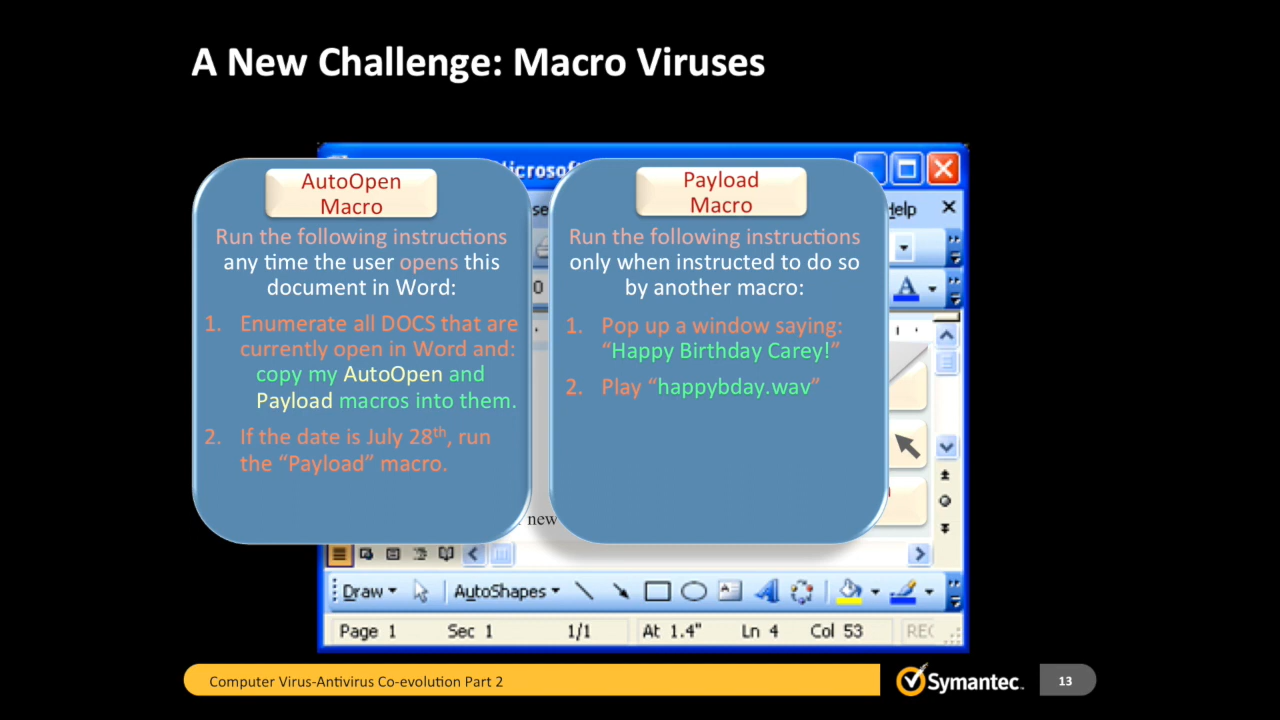 A New Challenge: Macro Viruses
AutoOpen
Macro
Run the following instructions
any time the user opens this
document in Word:
1. Enumerate all DOCS that are
currently open in Word and:
copy my AutoOpen and
Payload macros into them.
2. If the date is July 28th, run
the “Payload” macro.
Payload
Macro
Run the following instructions
only when instructed to do so
by another macro:
1. Pop up a window saying:
“Happy Birthday Carey!”
2. Play “happybday.wav”
Help
new
Draw AutoShapes
Page 1 Sec 1 1/1 At 1.4" Ln 4 Col 53 REC
Computer Virus-Antivirus Co-evolution Part 2
Symantec.
13